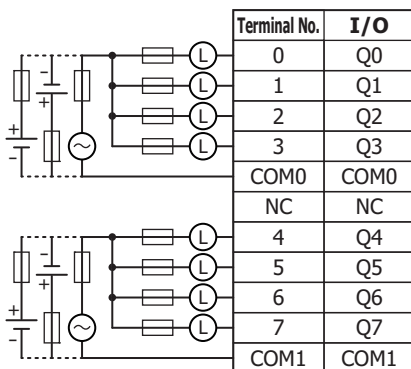 Terminal No. I/O
L 0 Q0
L 1 Q1
L 2 Q2
L 3 Q3
COM0 COM0
NC NC
L 4 Q4
L 5 Q5
L 6 Q6
L 7 Q7
COM1 COM1